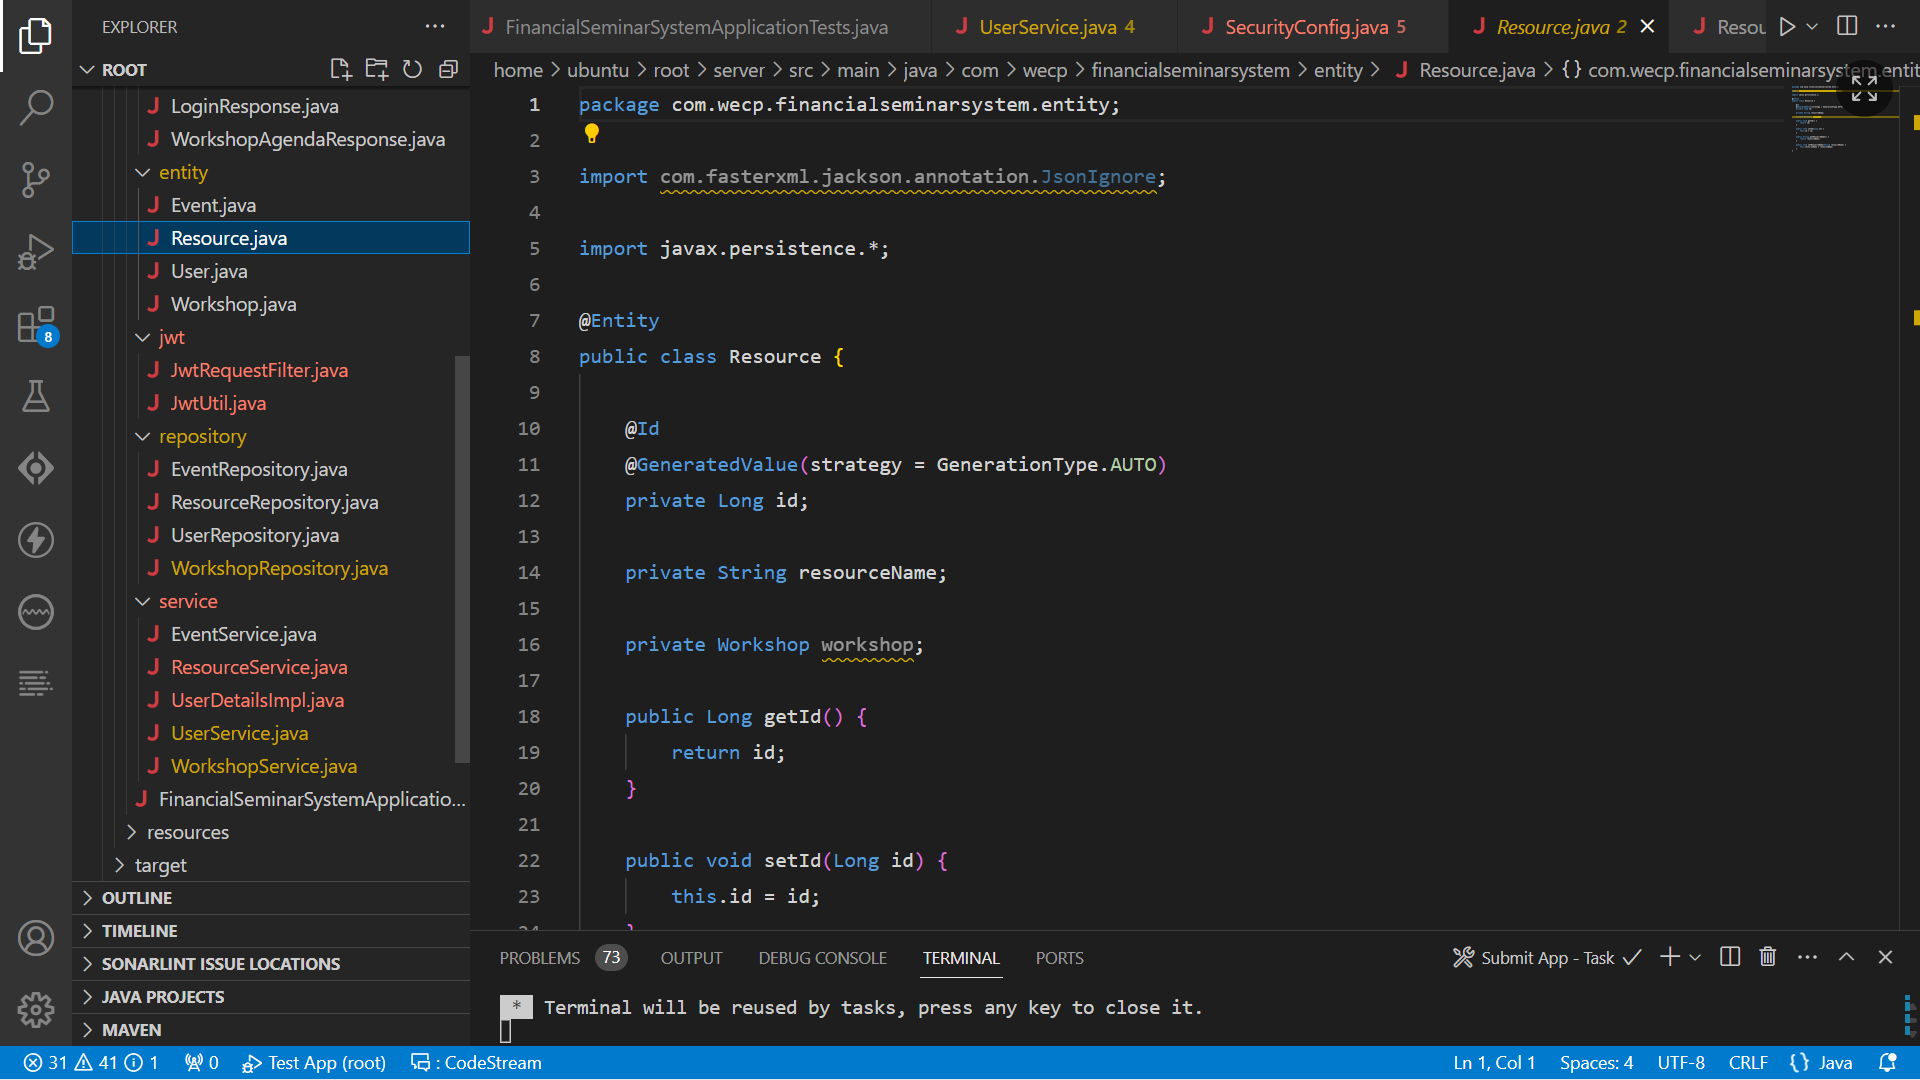 EXPLORER
ROOT
LoginResponse.java
WorkshopAgendaResponse.java
entity
Event.java
Resource.java
User.java
Workshop.java
jwt
JwtRequestFilter.java
JwtUtil.java
repository
EventRepository.java
ResourceRepository.java
UserRepository.java
WorkshopRepository.java
service
EventService.java
ResourceService.java
UserDetailsImpl.java
UserService.java
WorkshopService.java
FinancialSeminarSystemApplicatio...
resources
target
OUTLINE
TIMELINE
SONARLINT ISSUE LOCATIONS
JAVA PROJECTS
MAVEN
8
FinancialSeminarSystemApplicationTests.java
UserService.java 4
SecurityConfig.java 5
Resource.java 2
Resou
home > ubuntu > root > server > src > main > java > com > wecp > financialseminarsystem > entity > Resource.java > {} com.wecp.financialseminarsystem.entit
1 package com.wecp.financialseminarsystem.entity;
2
3 import com.fasterxml.jackson.annotation.JsonIgnore;
4
5 import javax.persistence.*;
6
7 @Entity
8 public class Resource {
9
10 @Id
11 @GeneratedValue(strategy = GenerationType.AUTO)
12 private Long id;
13
14 private String resourceName;
15
16 private Workshop workshop;
17
18 public Long getId() {
19 return id;
20 }
21
22 public void setId(Long id) {
23 this.id = id;
PROBLEMS 73 OUTPUT DEBUG CONSOLE TERMINAL PORTS
Submit App - Task
* Terminal will be reused by tasks, press any key to close it.
31 41 1 0 Test App (root) : CodeStream
Ln 1, Col 1 Spaces: 4 UTF-8 CRLF {} Java